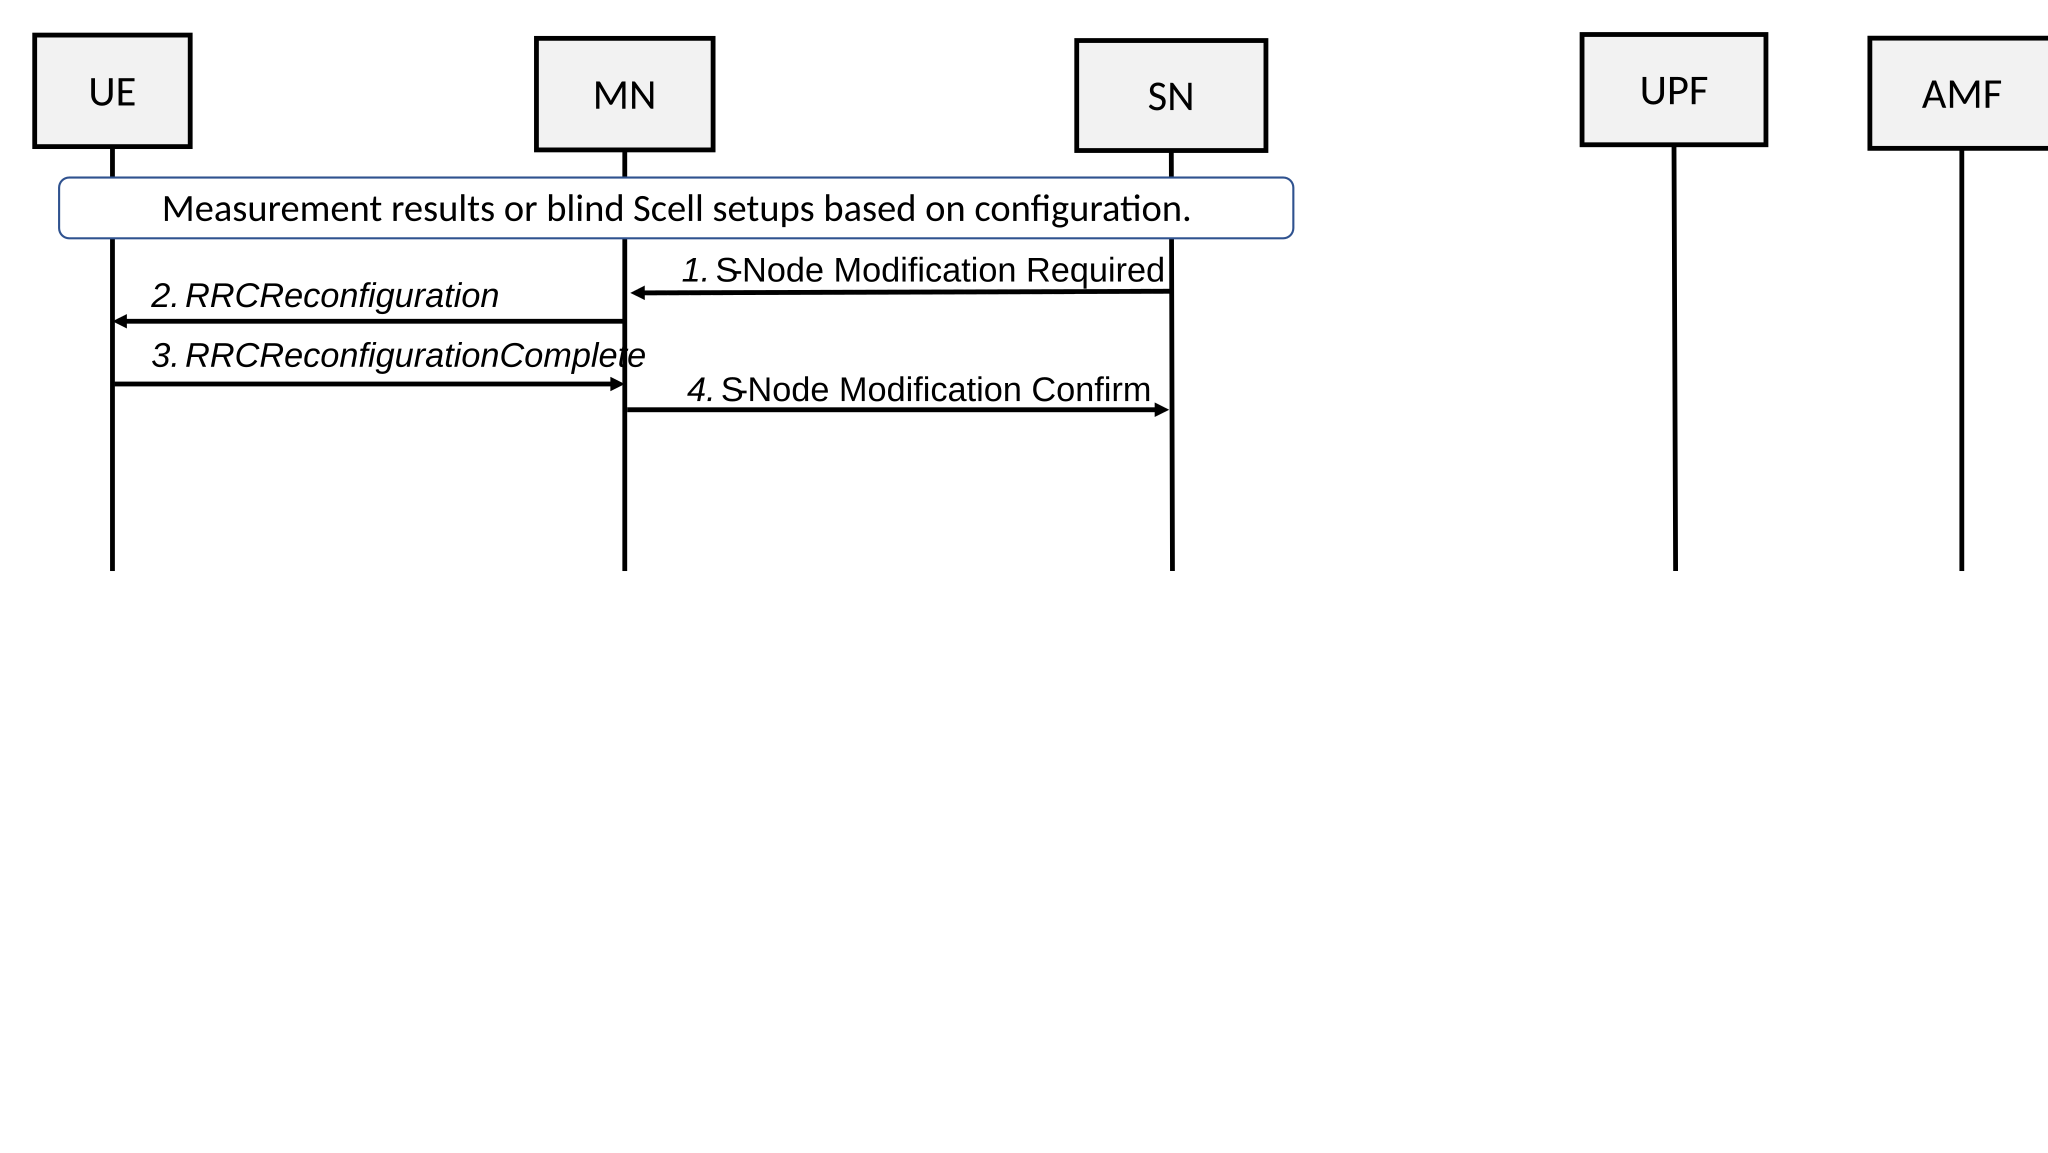 UE
MN
SN
UPF
AMF
Measurement results or blind Scell setups based on configuration.
1. S-Node Modification Required
2. RRCReconfiguration
3. RRCReconfigurationComplete
4. S-Node Modification Confirm